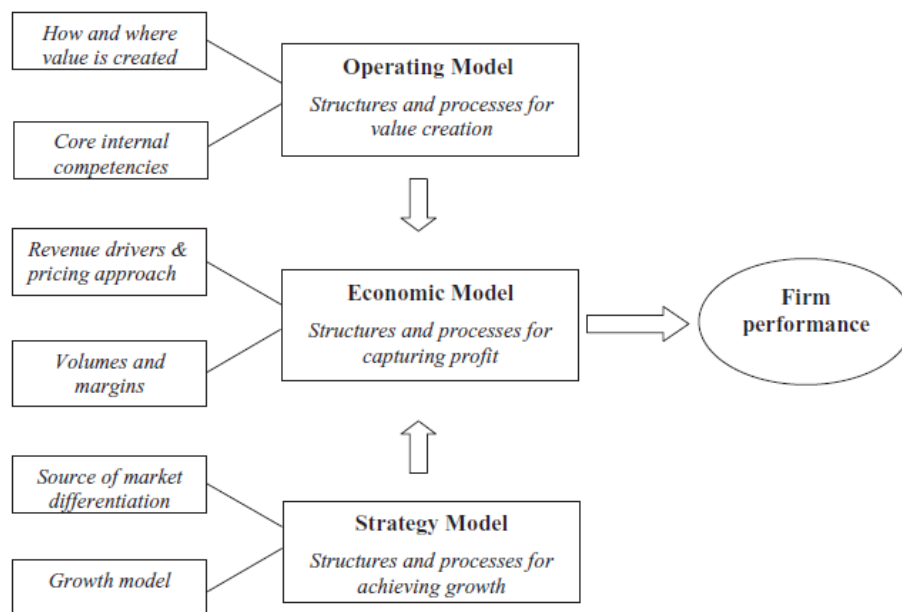 How and where
value is created
Operating Model
Structures and processes for
value creation
Core internal
competencies
Revenue drivers &
pricing approach
Economic Model
Structures and processes for
capturing profit
Firm
performance
Volumes and
margins
Source of market
differentiation
Strategy Model
Structures and processes for
achieving growth
Growth model